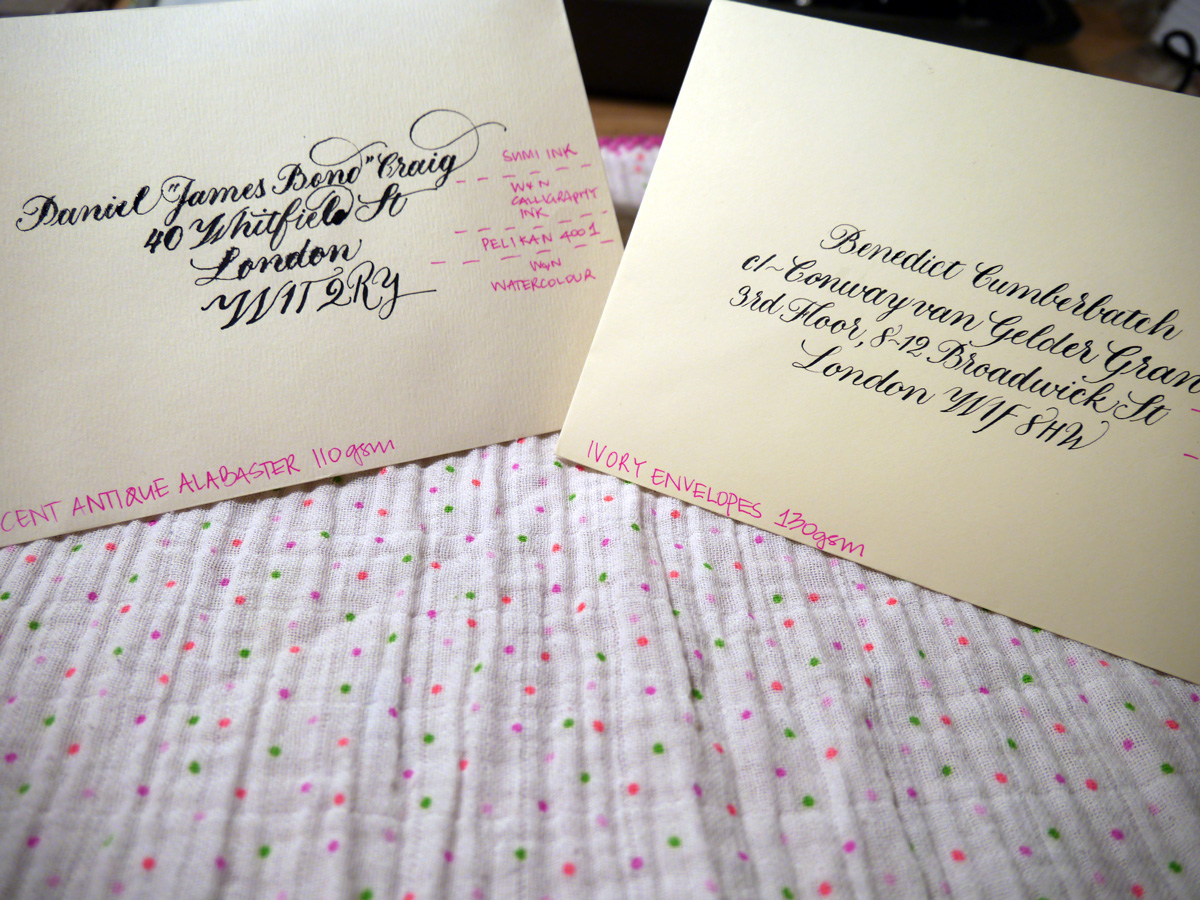 Daniel "James Bond" Craig
40 Whitfield St
London
W1T 2RY
SUMI INK
W&N
CALLIGRAPHY
INK
PELIKAN 4001
W&N
WATERCOLOUR
CENT ANTIQUE ALABASTER 110gsm
Benedict Cumberbatch
c/~Conway van Gelder Gran
3rd Floor, 8~12 Broadwick St
London W1F 8HW
IVORY ENVELOPES 130gsm